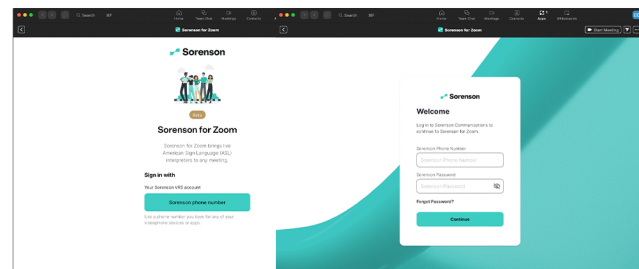 Search
Home
Team Chat
Meetings
Contacts
Sorenson for Zoom
Sorenson
Beta
Sorenson for Zoom
Sorenson for Zoom brings live
American Sign Language (ASL)
interpreters to any meeting.
Sign in with
Your Sorenson VRS account
Sorenson phone number
Use a phone number you have for any of your
videophone devices or apps.
Search
Home
Team Chat
Meetings
Contacts
Apps
Whiteboards
Sorenson for Zoom
Start Meeting
Sorenson
Welcome
Log in to Sorenson Communications to
continue to Sorenson for Zoom.
Sorenson Phone Number
Sorenson Phone Number
Sorenson Password
Sorenson Password
Forgot Password?
Continue